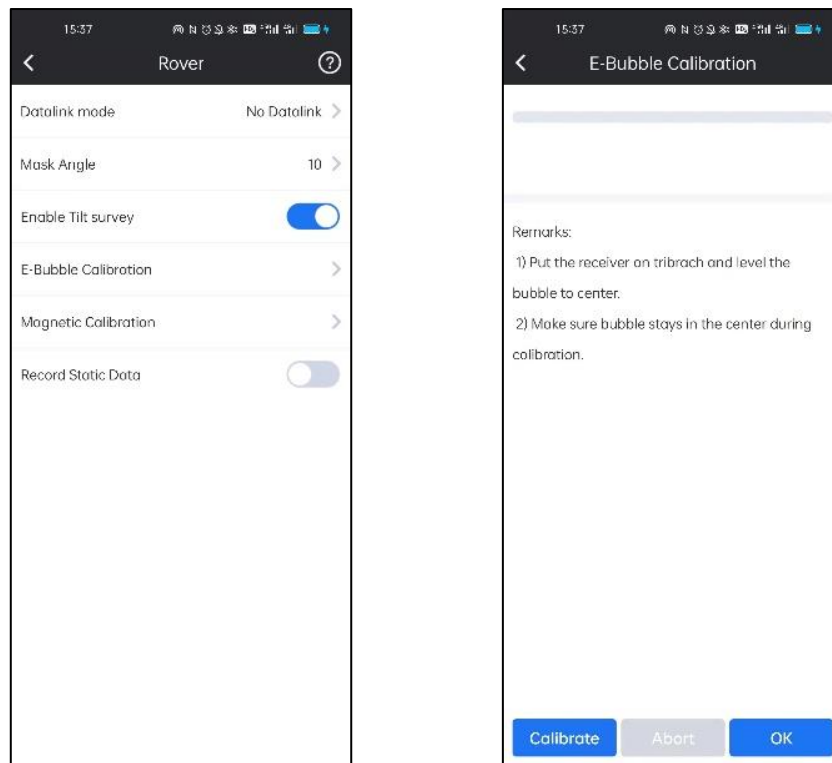 15:37
Rover
Datalink mode No Datalink
Mask Angle 10
Enable Tilt survey
E-Bubble Calibration
Magnetic Calibration
Record Static Data
15:37
E-Bubble Calibration
Remarks:
1) Put the receiver on tribrach and level the
bubble to center.
2) Make sure bubble stays in the center during
calibration.
Calibrate Abort OK